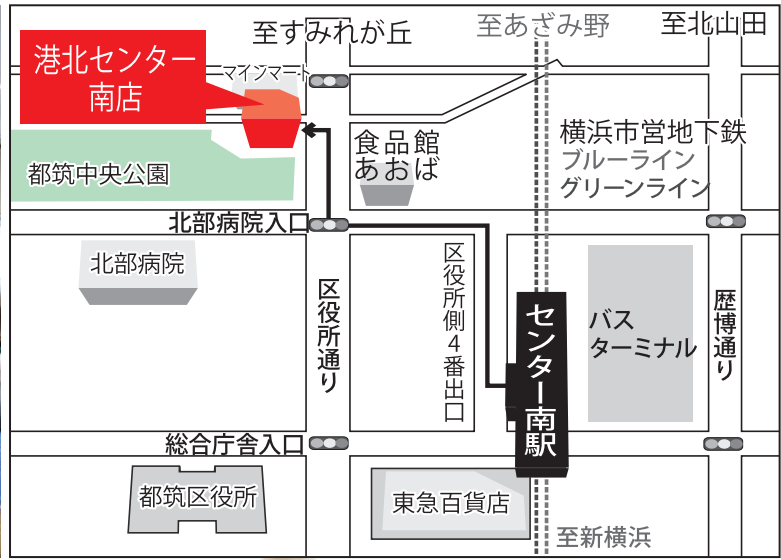 至すみれが丘
至あざみ野
至北山田
港北センター
南店
マインマート
食品館
あおば
横浜市営地下鉄
ブルーライン
グリーンライン
都筑中央公園
北部病院入口
北部病院
区役所通り
区役所側4番出口
センター南駅
バス
ターミナル
歴博通り
総合庁舎入口
都筑区役所
東急百貨店
至新横浜